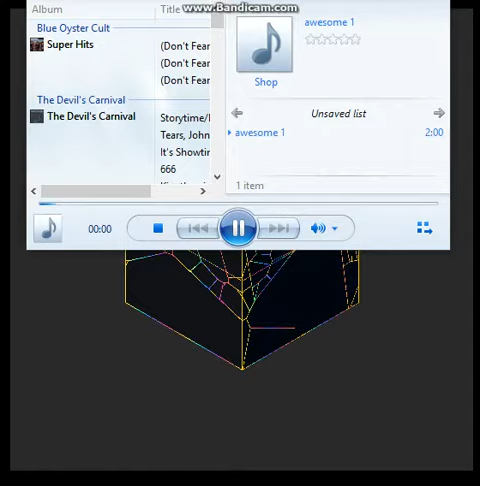 www.Bandicam.com
Album Title
Blue Oyster Cult
Super Hits
(Don't Fear
(Don't Fear
(Don't Fear
The Devil's Carnival
The Devil's Carnival
Storytime/
Tears, John
It's Showti
666
awesome 1
Shop
Unsaved list
awesome 1 2:00
1 item
00:00